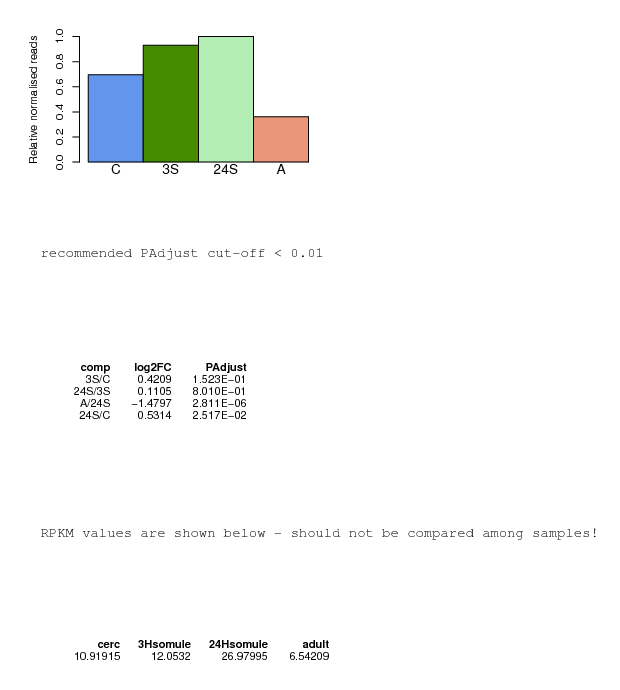 Relative normalised reads
1.0
0.8
0.6
0.4
0.2
0.0
C 3S 24S A
recommended PAdjust cut-off < 0.01
comp log2FC PAdjust
3S/C 0.4209 1.523E-01
24S/3S 0.1105 8.010E-01
A/24S -1.4797 2.811E-06
24S/C 0.5314 2.517E-02
RPKM values are shown below - should not be compared among samples!
cerc 3Hsomule 24Hsomule adult
10.91915 12.0532 26.97995 6.54209